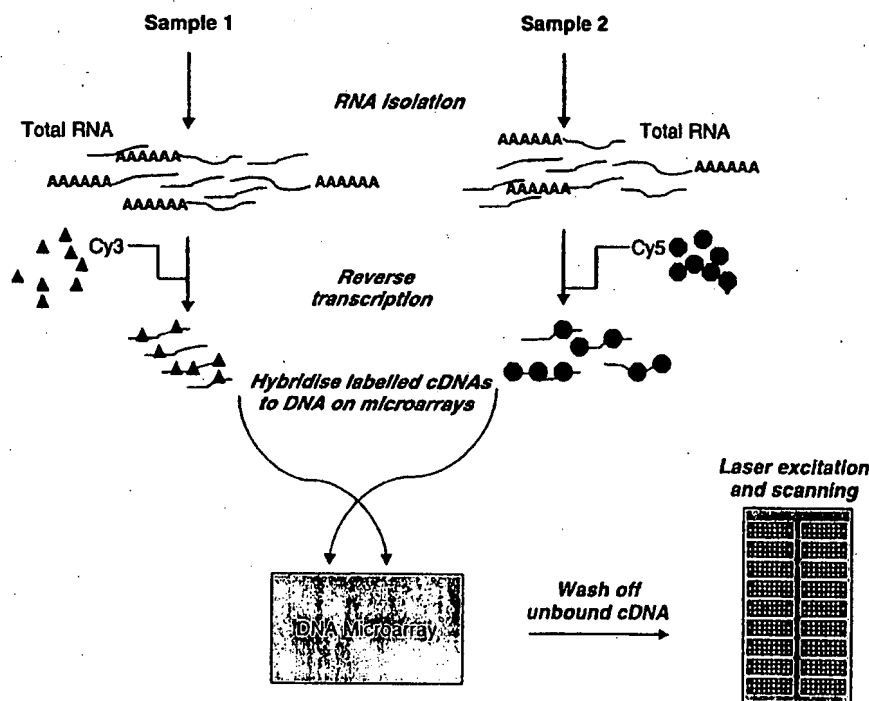 Sample 1
Sample 2
RNA isolation
Total RNA
Total RNA
AAAAAA
AAAAAA
AAAAAA
AAAAAA
AAAAAA
AAAAAA
AAAAAA
AAAAAA
Cy3
Cy5
Reverse
transcription
Hybridise labelled cDNAs
to DNA on microarrays
Laser excitation
and scanning
DNA Microarray
Wash off
unbound cDNA